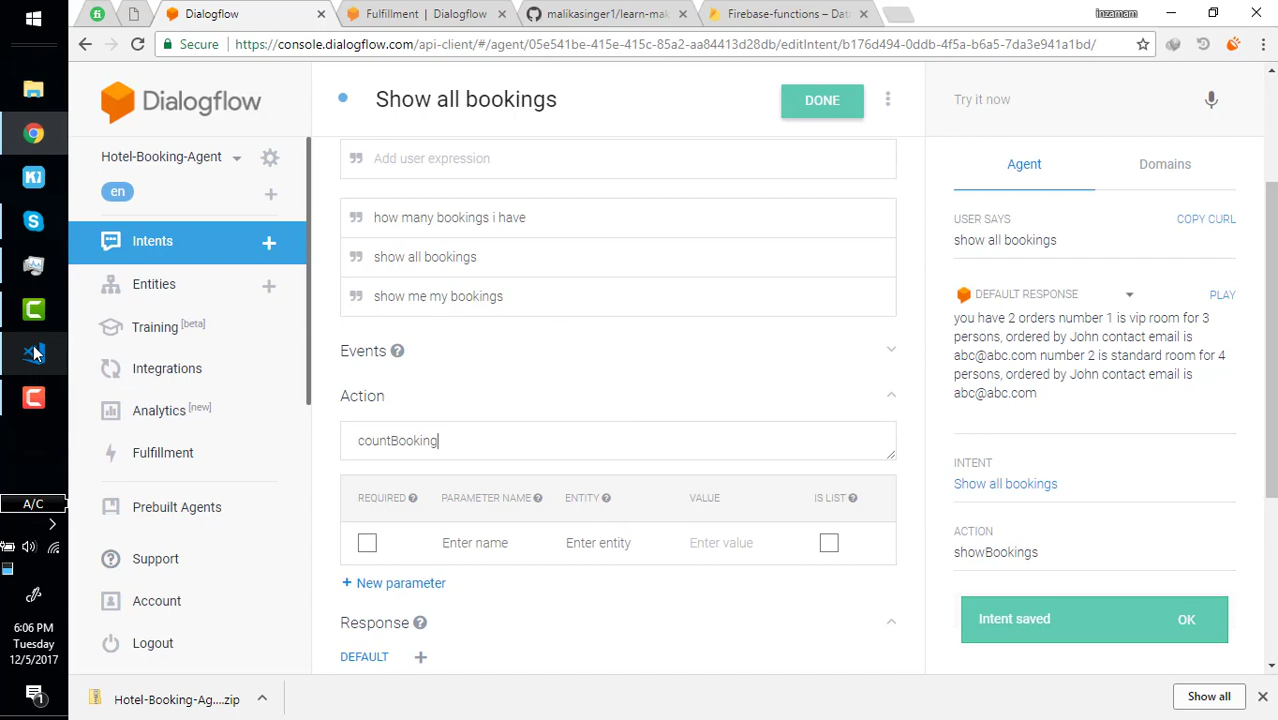 Dialogflow
Fulfillment | Dialogflow
malikasinger1/learn-mak
Firebase-functions – Dat
inzamam
Secure
https://console.dialogflow.com/api-client/#/agent/05e541be-415e-415c-85a2-aa84413d28db/editIntent/b176d494-0ddb-4f5a-b6a5-7da3e941a1bd/
Dialogflow
Hotel-Booking-Agent
en
Intents
Entities
Training [beta]
Integrations
Analytics [new]
Fulfillment
Prebuilt Agents
Support
Account
Logout
Show all bookings
DONE
Add user expression
how many bookings i have
show all bookings
show me my bookings
Events
Action
countBooking
REQUIRED PARAMETER NAME ENTITY VALUE IS LIST
Enter name Enter entity Enter value
+ New parameter
Response
DEFAULT
Try it now
Agent Domains
USER SAYS COPY CURL
show all bookings
DEFAULT RESPONSE PLAY
you have 2 orders number 1 is vip room for 3
persons, ordered by John contact email is
abc@abc.com number 2 is standard room for 4
persons, ordered by John contact email is
abc@abc.com
INTENT
Show all bookings
ACTION
showBookings
Intent saved OK
A/C
6:06 PM
Tuesday
12/5/2017
1
Hotel-Booking-Ag....zip
Show all